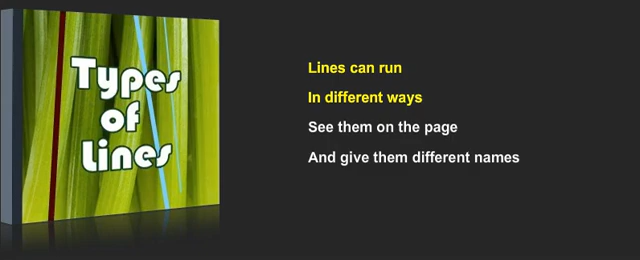 Types
of
Lines
Lines can run
In different ways
See them on the page
And give them different names